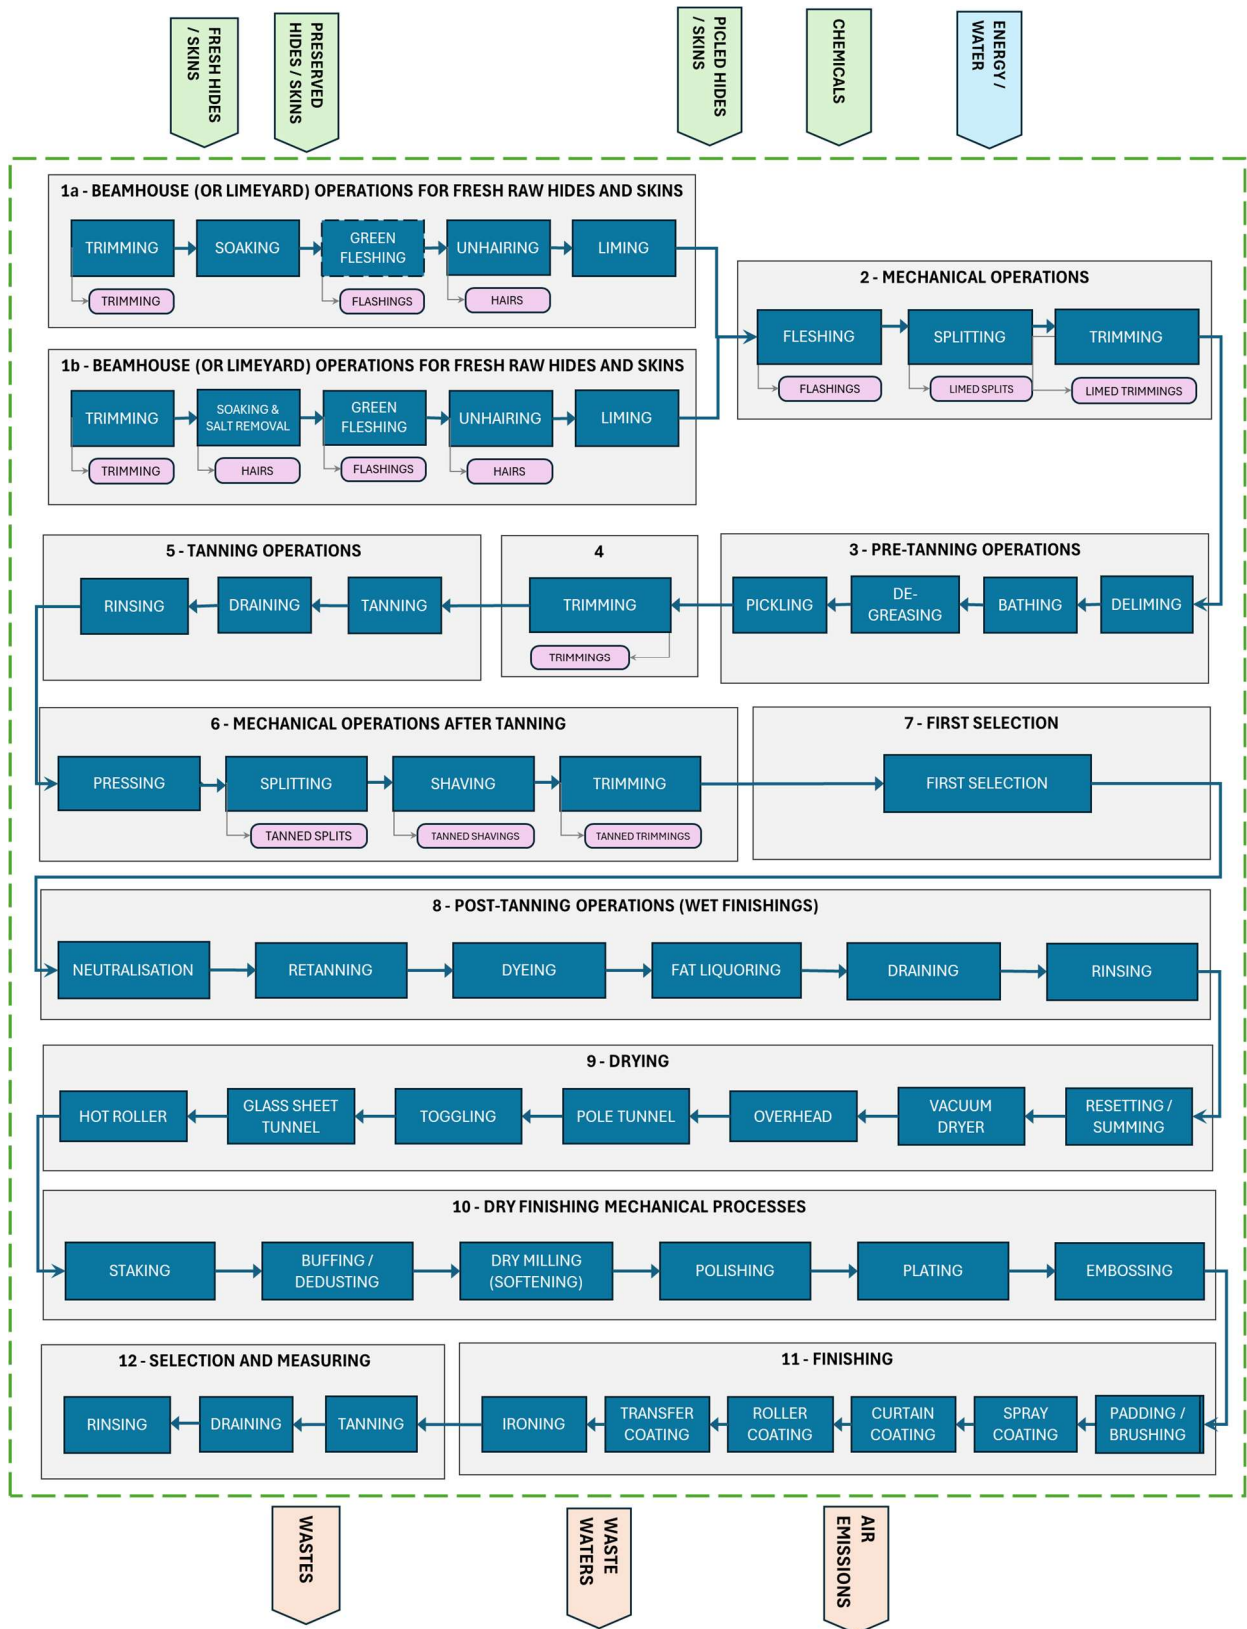 FRESH HIDES
/ SKINS
PRESERVED
HIDES / SKINS
PICLED HIDES
/ SKINS
CHEMICALS
ENERGY /
WATER
1a - BEAMHOUSE (OR LIMEYARD) OPERATIONS FOR FRESH RAW HIDES AND SKINS
TRIMMING
SOAKING
GREEN
FLESHING
UNHAIRING
LIMING
TRIMMING
FLASHINGS
HAIRS
1b - BEAMHOUSE (OR LIMEYARD) OPERATIONS FOR FRESH RAW HIDES AND SKINS
TRIMMING
SOAKING &
SALT REMOVAL
GREEN
FLESHING
UNHAIRING
LIMING
TRIMMING
HAIRS
FLASHINGS
HAIRS
2 - MECHANICAL OPERATIONS
FLESHING
SPLITTING
TRIMMING
FLASHINGS
LIMED SPLITS
LIMED TRIMMINGS
3 - PRE-TANNING OPERATIONS
DELIMING
BATHING
DE-
GREASING
PICKLING
4
TRIMMING
TRIMMINGS
5 - TANNING OPERATIONS
TANNING
DRAINING
RINSING
6 - MECHANICAL OPERATIONS AFTER TANNING
PRESSING
SPLITTING
SHAVING
TRIMMING
TANNED SPLITS
TANNED SHAVINGS
TANNED TRIMMINGS
7 - FIRST SELECTION
FIRST SELECTION
8 - POST-TANNING OPERATIONS (WET FINISHINGS)
NEUTRALISATION
RETANNING
DYEING
FAT LIQUORING
DRAINING
RINSING
9 - DRYING
RESETTING /
SUMMING
VACUUM
DRYER
OVERHEAD
POLE TUNNEL
TOGGLING
GLASS SHEET
TUNNEL
HOT ROLLER
10 - DRY FINISHING MECHANICAL PROCESSES
STAKING
BUFFING /
DEDUSTING
DRY MILLING
(SOFTENING)
POLISHING
PLATING
EMBOSSING
11 - FINISHING
PADDING /
BRUSHING
SPRAY
COATING
CURTAIN
COATING
ROLLER
COATING
TRANSFER
COATING
IRONING
12 - SELECTION AND MEASURING
TANNING
DRAINING
RINSING
WASTES
WASTE
WATERS
AIR
EMISSIONS